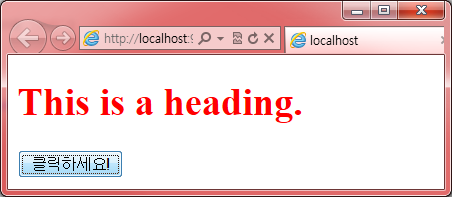 http://localhost:9
localhost
This is a heading.
클릭하세요!